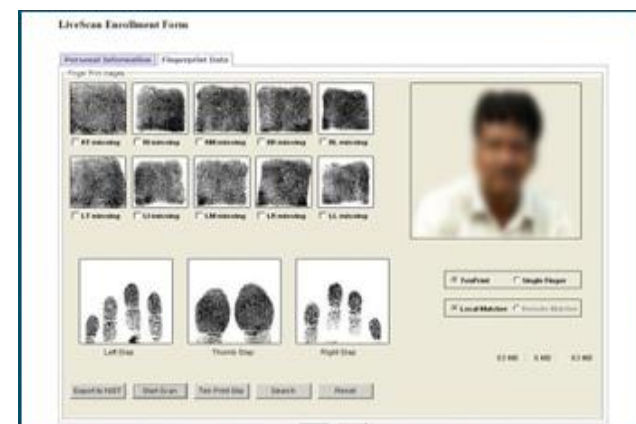 LiveScan Enrollment Form
Personal Information Fingerprint Data
Finger Print Images
RT missing RI missing RM missing RR missing RL missing
LT missing LI missing LM missing LR missing LL missing
TenPrint Single Finger
Local Matcher Remote Matcher
Left Slap Thumb Slap Right Slap
Export to NIST Start Scan Ten Print Slip Search Reset